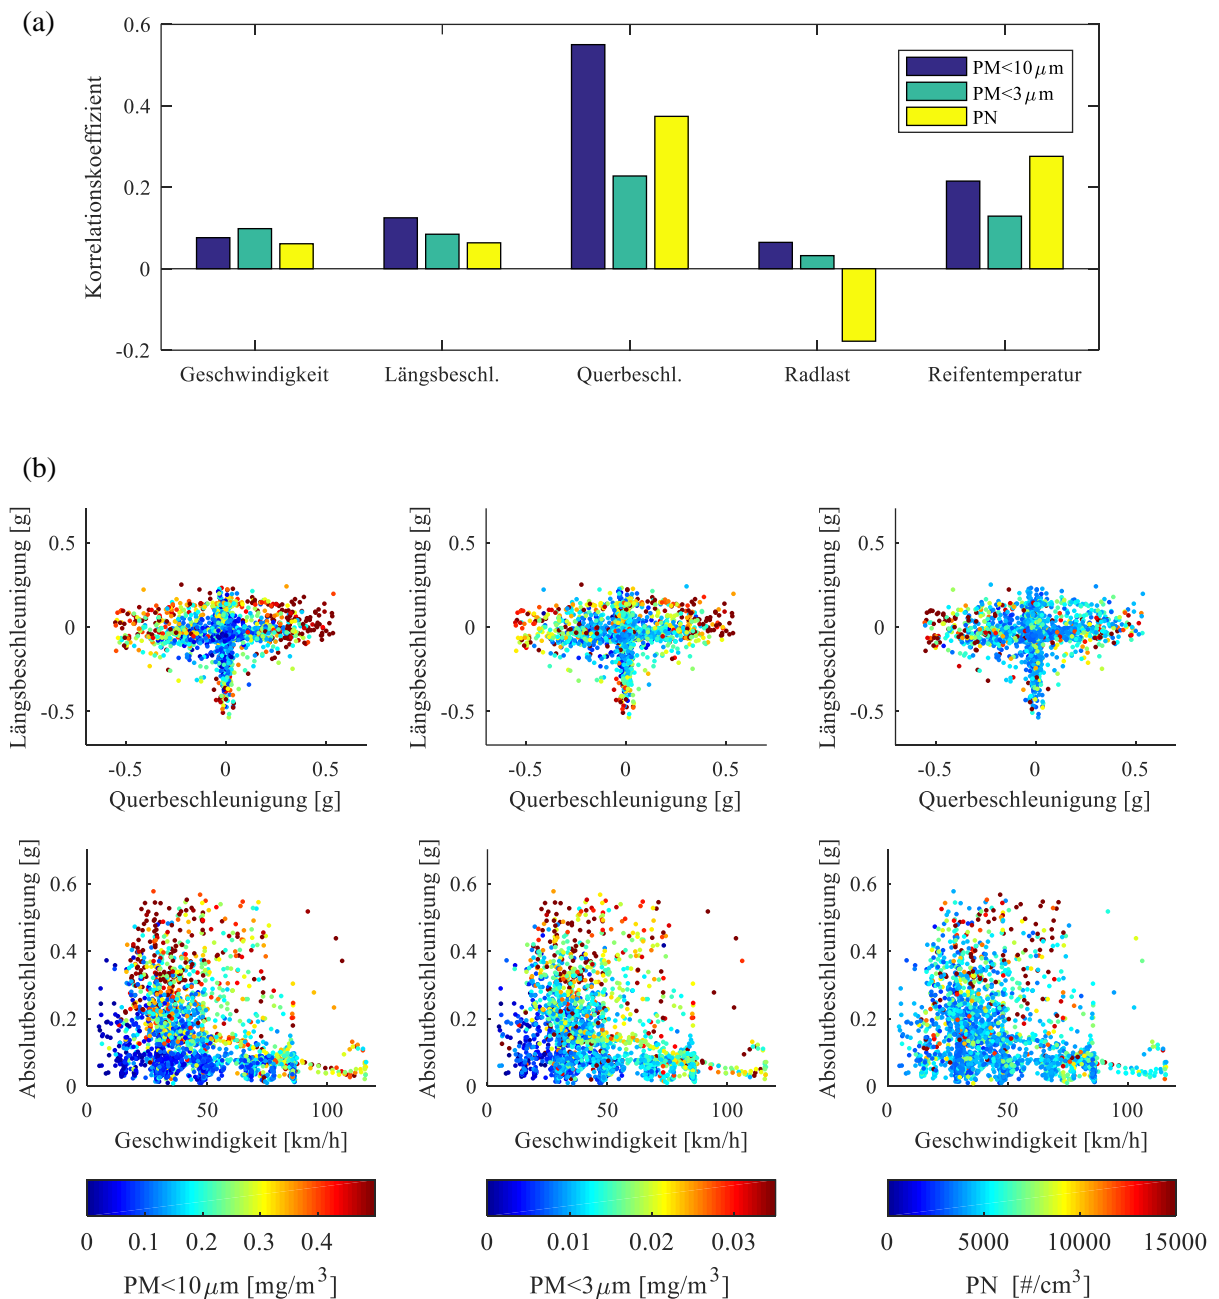 (a)
0.6
0.4
0.2
0
-0.2
Korrelationskoeffizient
PM<10μm
PM<3μm
PN
Geschwindigkeit Längsbeschl. Querbeschl. Radlast Reifentemperatur
(b)
Längsbeschleunigung [g]
0.5
0
-0.5
-0.5 0 0.5
Querbeschleunigung [g]
Längsbeschleunigung [g]
0.5
0
-0.5
-0.5 0 0.5
Querbeschleunigung [g]
Längsbeschleunigung [g]
0.5
0
-0.5
-0.5 0 0.5
Querbeschleunigung [g]
Absolutbeschleunigung [g]
0.6
0.4
0.2
0
0 50 100
Geschwindigkeit [km/h]
Absolutbeschleunigung [g]
0.6
0.4
0.2
0
0 50 100
Geschwindigkeit [km/h]
Absolutbeschleunigung [g]
0.6
0.4
0.2
0
0 50 100
Geschwindigkeit [km/h]
0 0.1 0.2 0.3 0.4
PM<10μm [mg/m³]
0 0.01 0.02 0.03
PM<3μm [mg/m³]
0 5000 10000 15000
PN [#/cm³]